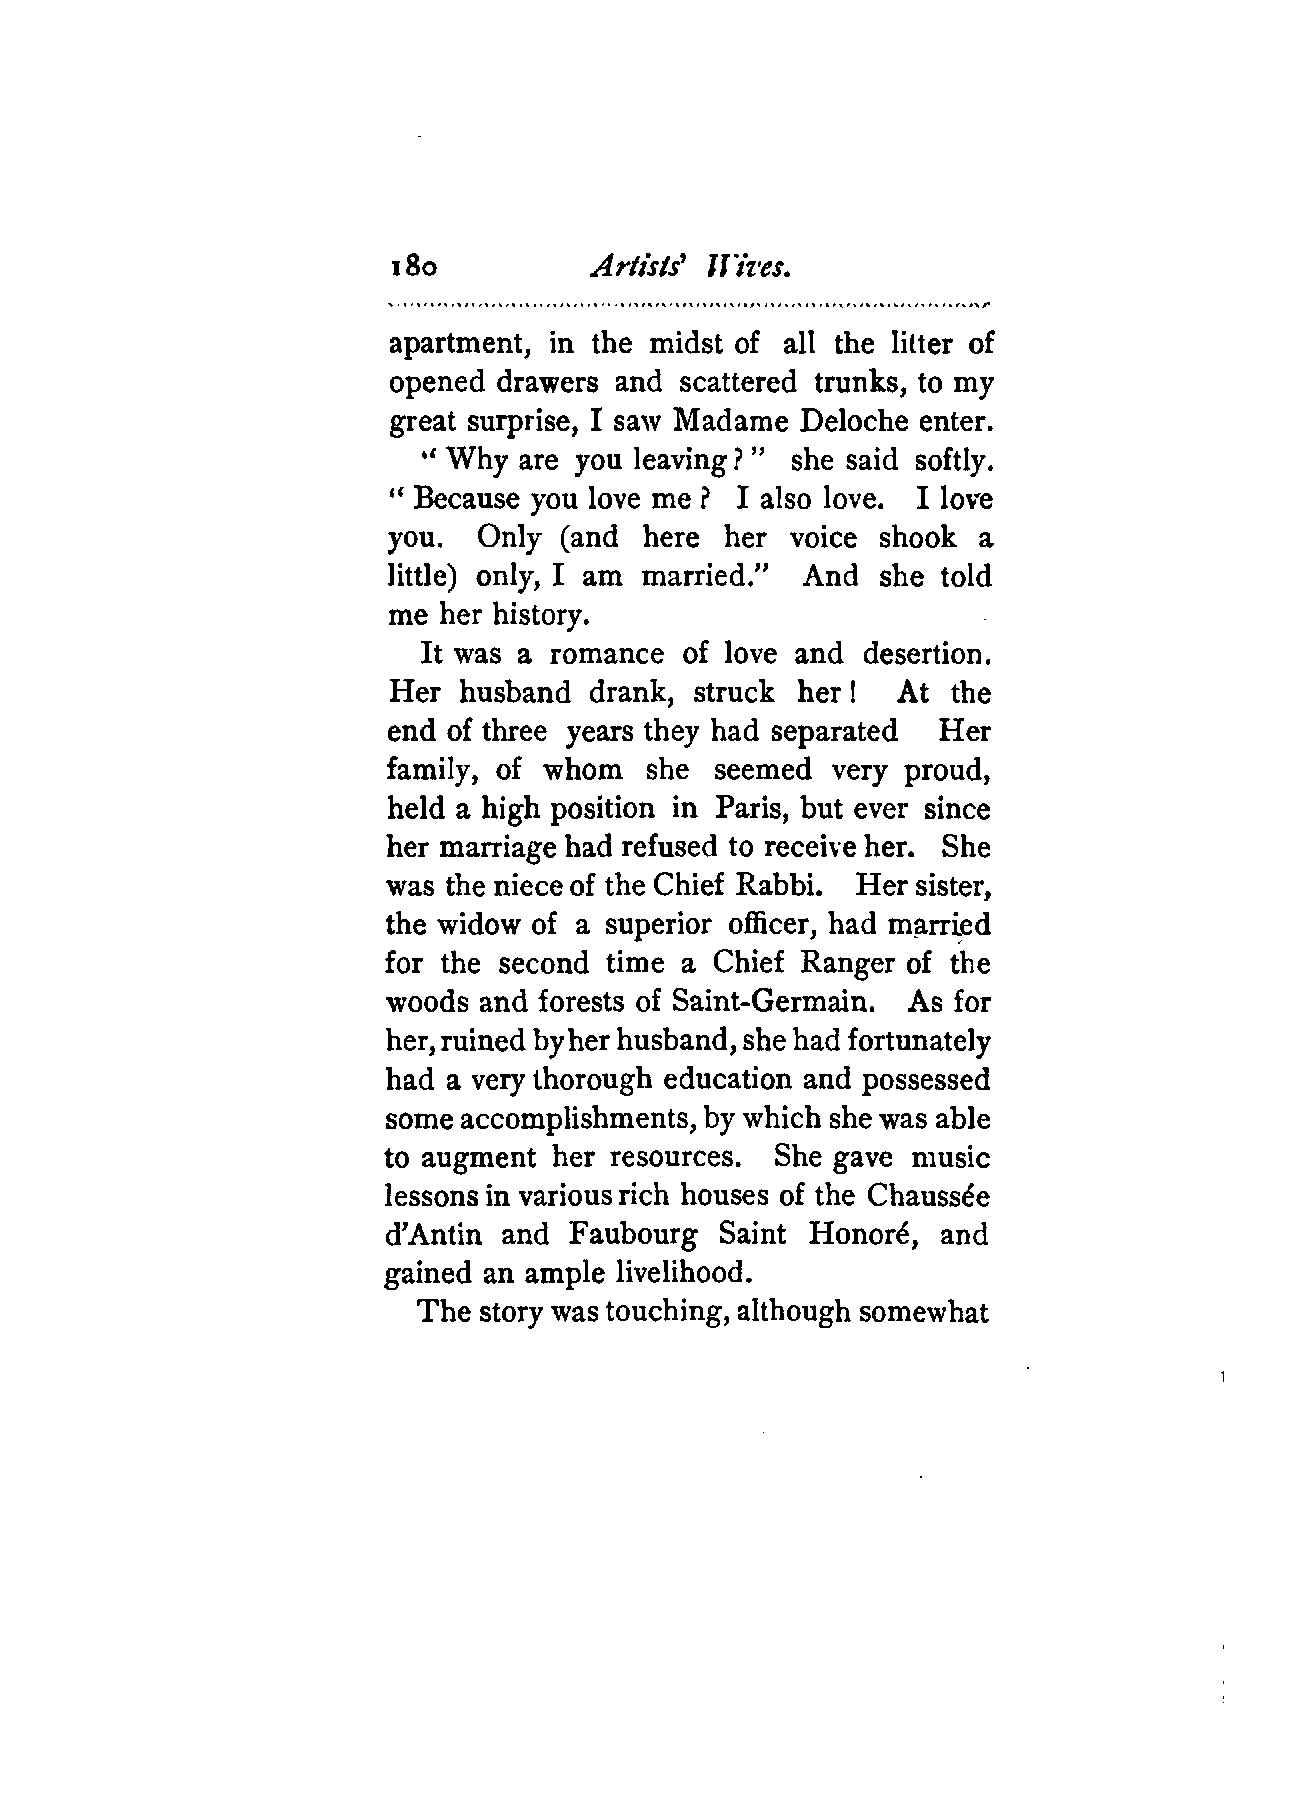 180 Artists' Wives.
apartment, in the midst of all the litter of
opened drawers and scattered trunks, to my
great surprise, I saw Madame Deloche enter.
" Why are you leaving? " she said softly.
" Because you love me ? I also love. I love
you. Only (and here her voice shook a
little) only, I am married." And she told
me her history.
It was a romance of love and desertion.
Her husband drank, struck her ! At the
end of three years they had separated Her
family, of whom she seemed very proud,
held a high position in Paris, but ever since
her marriage had refused to receive her. She
was the niece of the Chief Rabbi. Her sister,
the widow of a superior officer, had married
for the second time a Chief Ranger of the
woods and forests of Saint-Germain. As for
her, ruined by her husband, she had fortunately
had a very thorough education and possessed
some accomplishments, by which she was able
to augment her resources. She gave music
lessons in various rich houses of the Chaussée
d'Antin and Faubourg Saint Honoré, and
gained an ample livelihood.
The story was touching, although somewhat